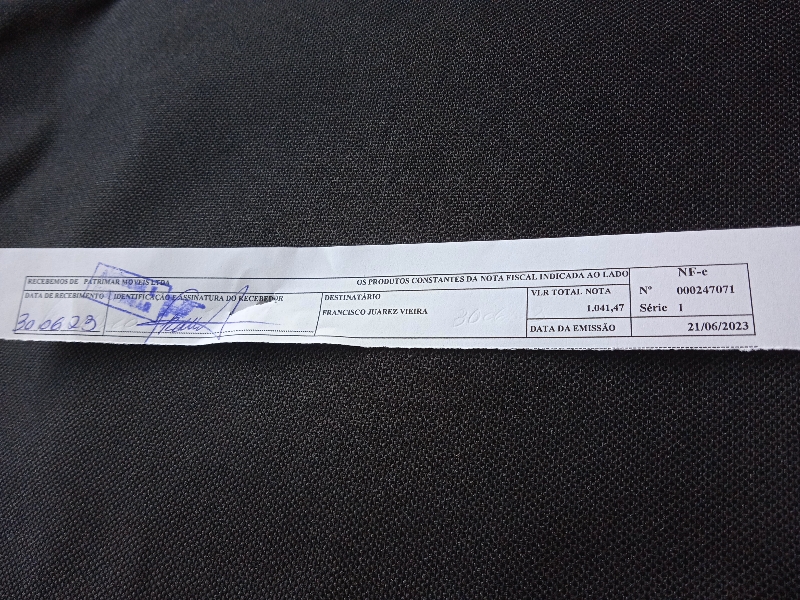 RECEBEMOS DE PATRIMAR MOVEIS LTDA OS PRODUTOS CONSTANTES DA NOTA FISCAL INDICADA AO LADO
DATA DE RECEBIMENTO
30 06 23
IDENTIFICAÇÃO E ASSINATURA DO RECEBEDOR
DESTINATÁRIO
FRANCISCO JUAREZ VIEIRA
VLR TOTAL NOTA
1.041,47
DATA DA EMISSÃO
21/06/2023
NF-e
Nº 000247071
Série 1